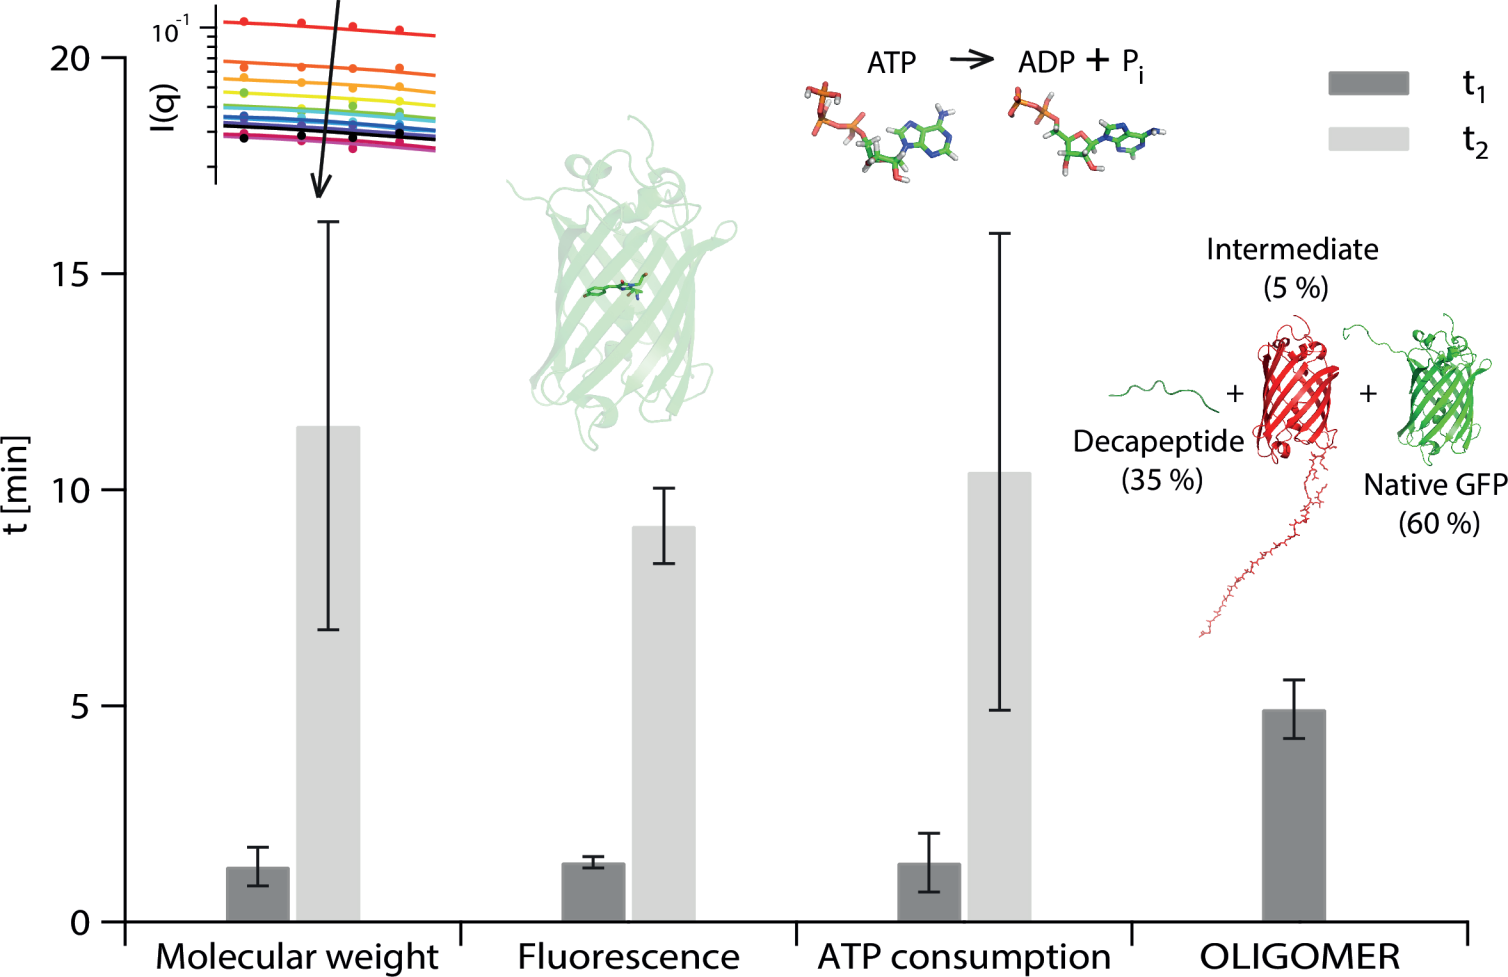 10⁻¹
I(q)
ATP → ADP + Pᵢ
t₁
t₂
20
15
10
5
0
t [min]
Intermediate
(5 %)
+
+
Decapeptide
(35 %)
Native GFP
(60 %)
Molecular weight
Fluorescence
ATP consumption
OLIGOMER